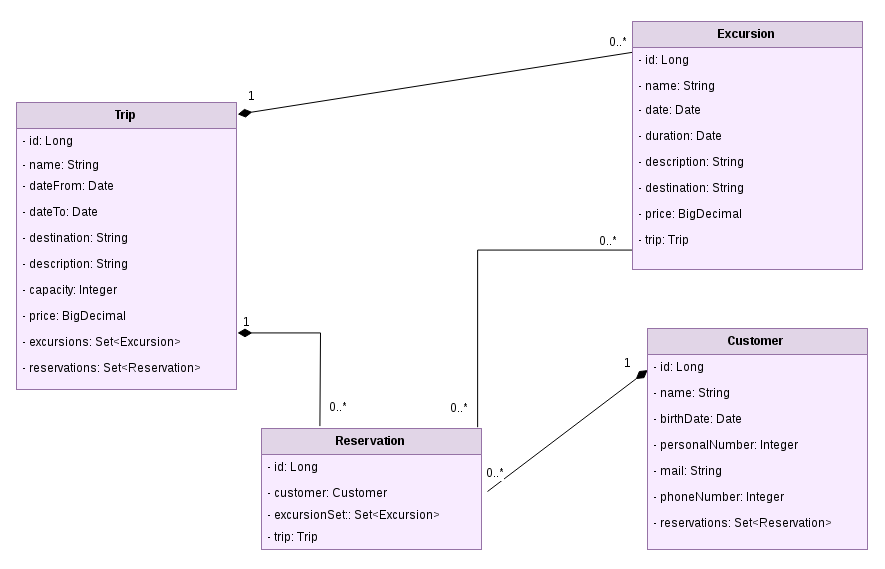 Excursion
- id: Long
- name: String
- date: Date
- duration: Date
- description: String
- destination: String
- price: BigDecimal
- trip: Trip
0..*
1
Trip
- id: Long
- name: String
- dateFrom: Date
- dateTo: Date
- destination: String
- description: String
- capacity: Integer
- price: BigDecimal
- excursions: Set<Excursion>
- reservations: Set<Reservation>
0..*
1
0..*
0..*
Customer
- id: Long
- name: String
- birthDate: Date
- personalNumber: Integer
- mail: String
- phoneNumber: Integer
- reservations: Set<Reservation>
1
0..*
Reservation
- id: Long
- customer: Customer
- excursionSet:: Set<Excursion>
- trip: Trip